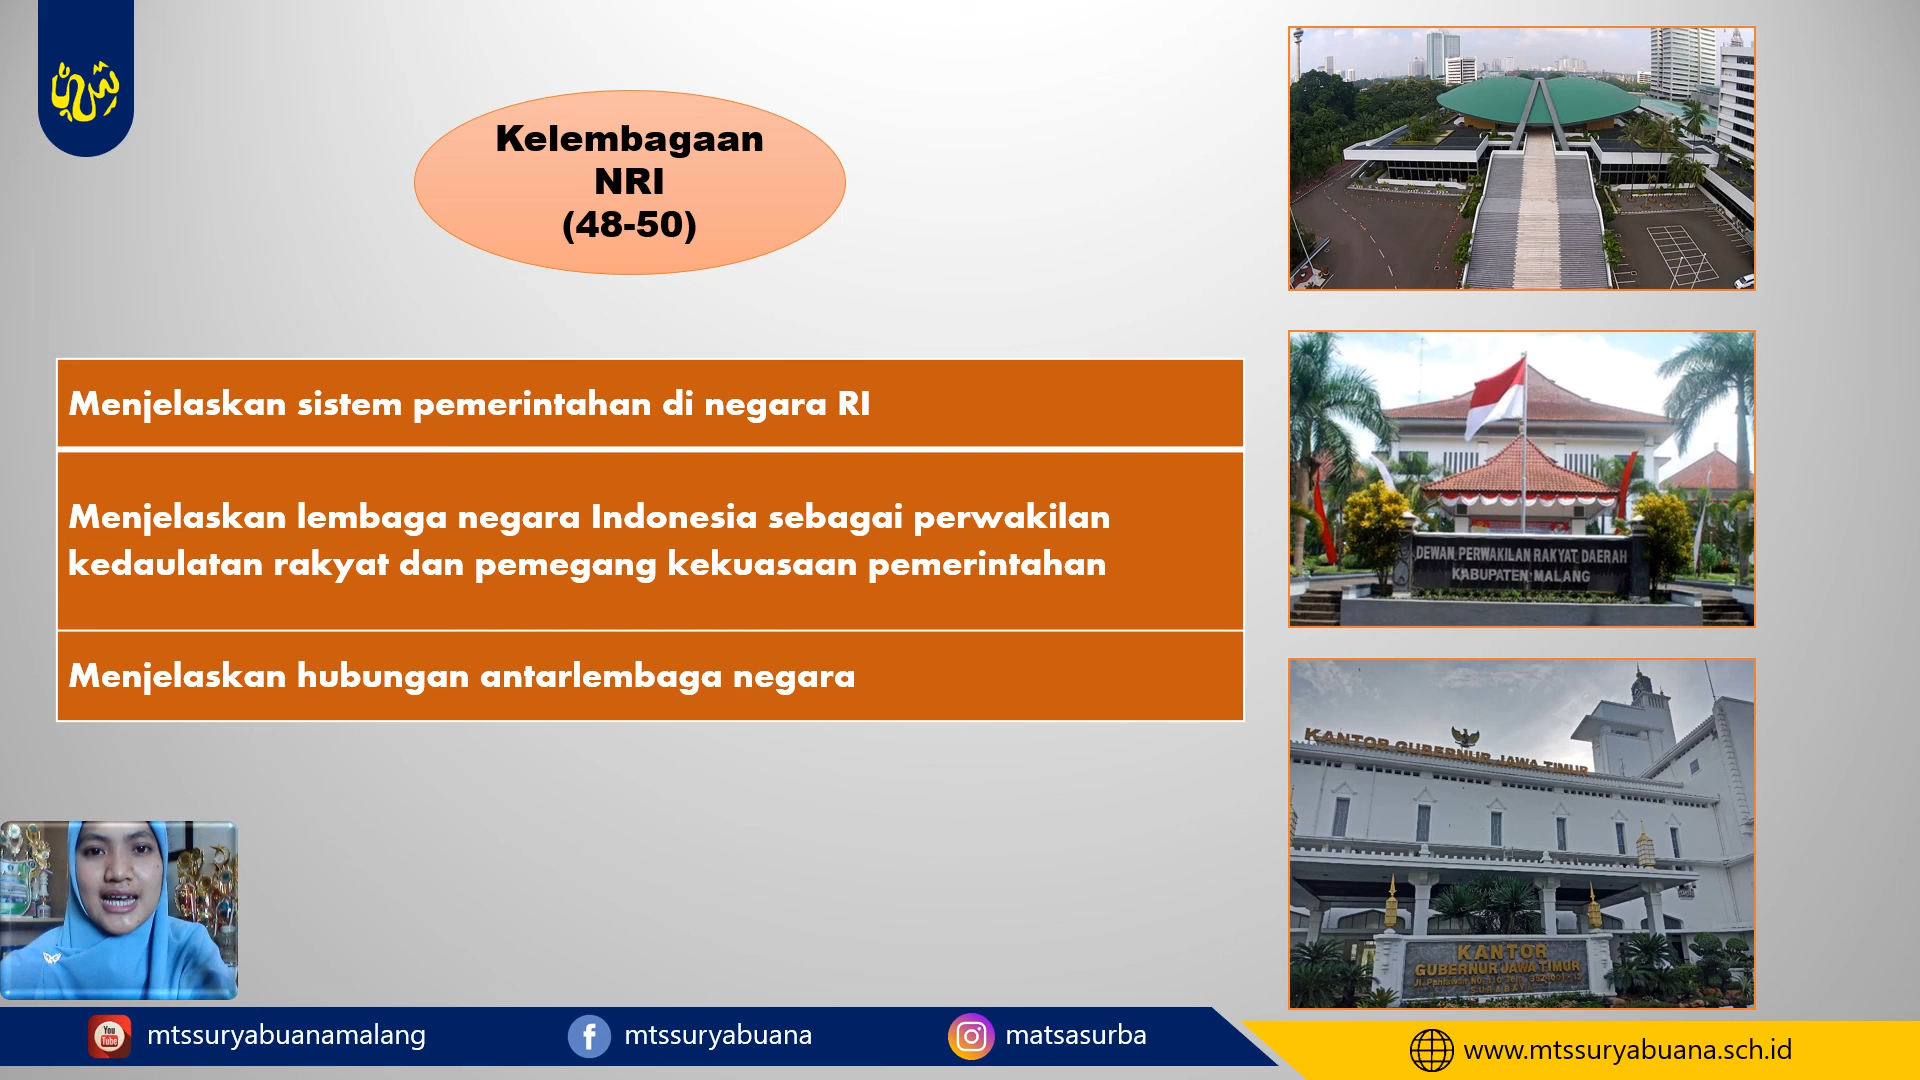 Kelembagaan
NRI
(48-50)
Menjelaskan sistem pemerintahan di negara RI
Menjelaskan lembaga negara Indonesia sebagai perwakilan
kedaulatan rakyat dan pemegang kekuasaan pemerintahan
Menjelaskan hubungan antarlembaga negara
DEWAN PERWAKILAN RAKYAT DAERAH
KABUPATEN MALANG
KANTOR GUBERNUR JAWA TIMUR
KANTOR
GUBERNUR JAWA TIMUR
You
Tube
mtssuryabuanamalang
mtssuryabuana
matsasurba
www.mtssuryabuana.sch.id